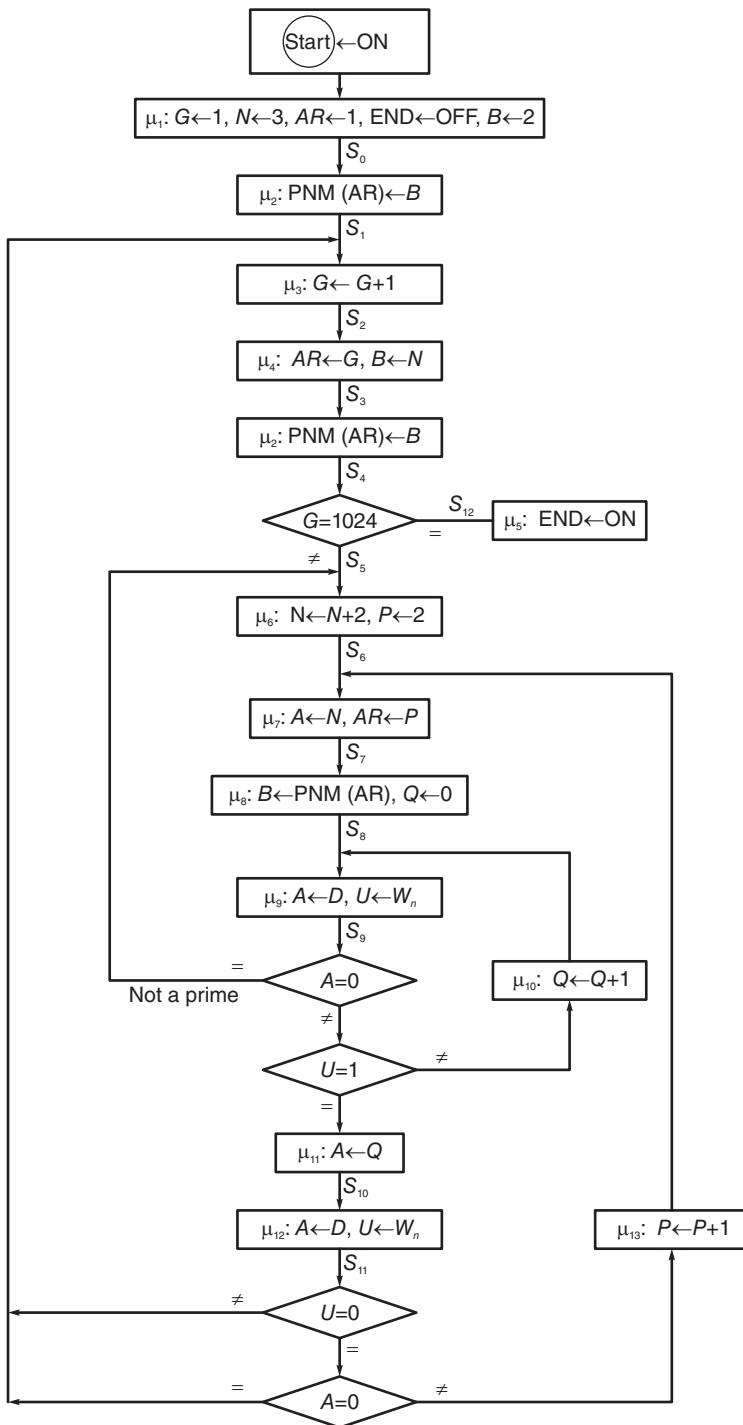 Start←ON
μ₁: G←1, N←3, AR←1, END←OFF, B←2
S₀
μ₂: PNM (AR)←B
S₁
μ₃: G← G+1
S₂
μ₄: AR←G, B←N
S₃
μ₂: PNM (AR)←B
S₄
G=1024
S₁₂
=
μ₅: END←ON
≠
S₅
μ₆: N←N+2, P←2
S₆
μ₇: A←N, AR←P
S₇
μ₈: B←PNM (AR), Q←0
S₈
μ₉: A←D, U←Wₙ
S₉
=
A=0
Not a prime
μ₁₀: Q←Q+1
≠
U=1
≠
=
μ₁₁: A←Q
S₁₀
μ₁₂: A←D, U←Wₙ
μ₁₃: P←P+1
S₁₁
≠
U=0
=
=
A=0
≠